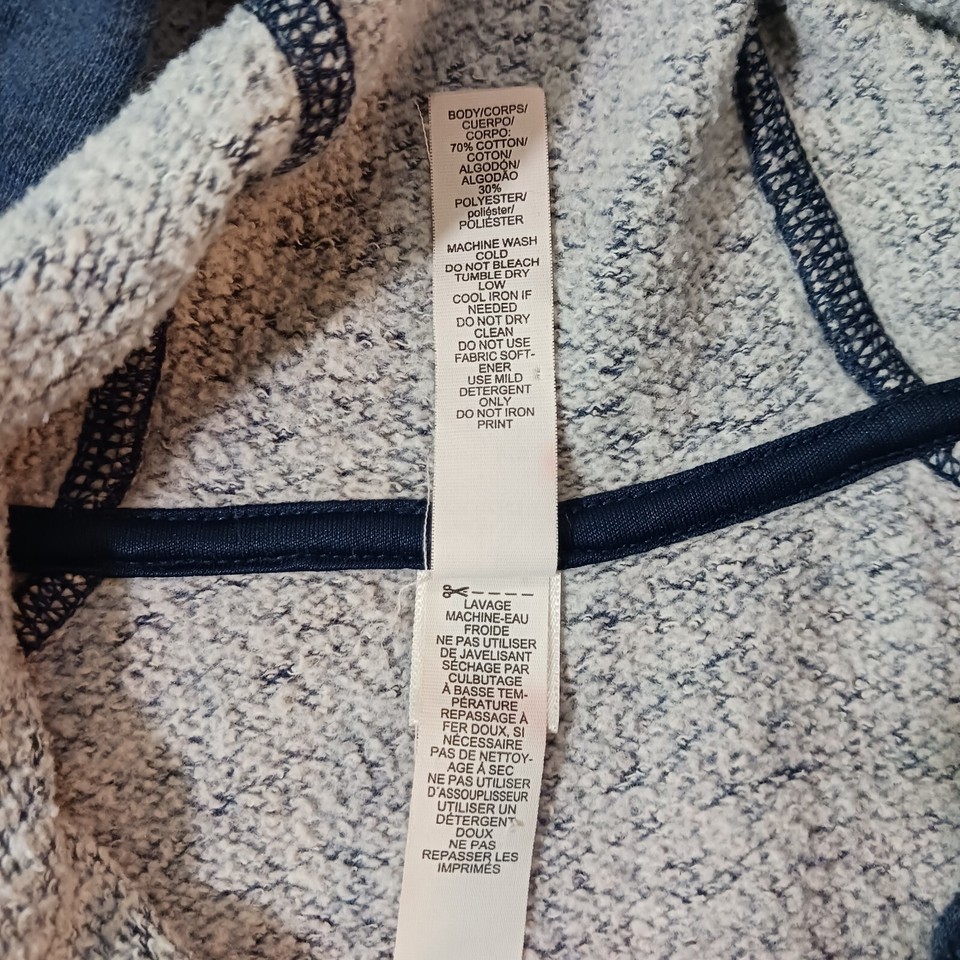 BODY/CORPS/
CUERPO/
CORPO:
70% COTTON/
COTON/
ALGODÓN/
ALGODÃO
30%
POLYESTER/
poliéster/
POLIÉSTER
MACHINE WASH
COLD
DO NOT BLEACH
TUMBLE DRY
LOW
COOL IRON IF
NEEDED
DO NOT DRY
CLEAN
DO NOT USE
FABRIC SOFT-
ENER
USE MILD
DETERGENT
ONLY
DO NOT IRON
PRINT
LAVAGE
MACHINE-EAU
FROIDE
NE PAS UTILISER
DE JAVELISANT
SÉCHAGE PAR
CULBUTAGE
À BASSE TEM-
PÉRATURE
REPASSAGE À
FER DOUX, SI
NÉCESSAIRE
PAS DE NETTOY-
AGE À SEC
NE PAS UTILISER
D'ASSOUPLISSEUR
UTILISER UN
DÉTERGENT
DOUX
NE PAS
REPASSER LES
IMPRIMÉS